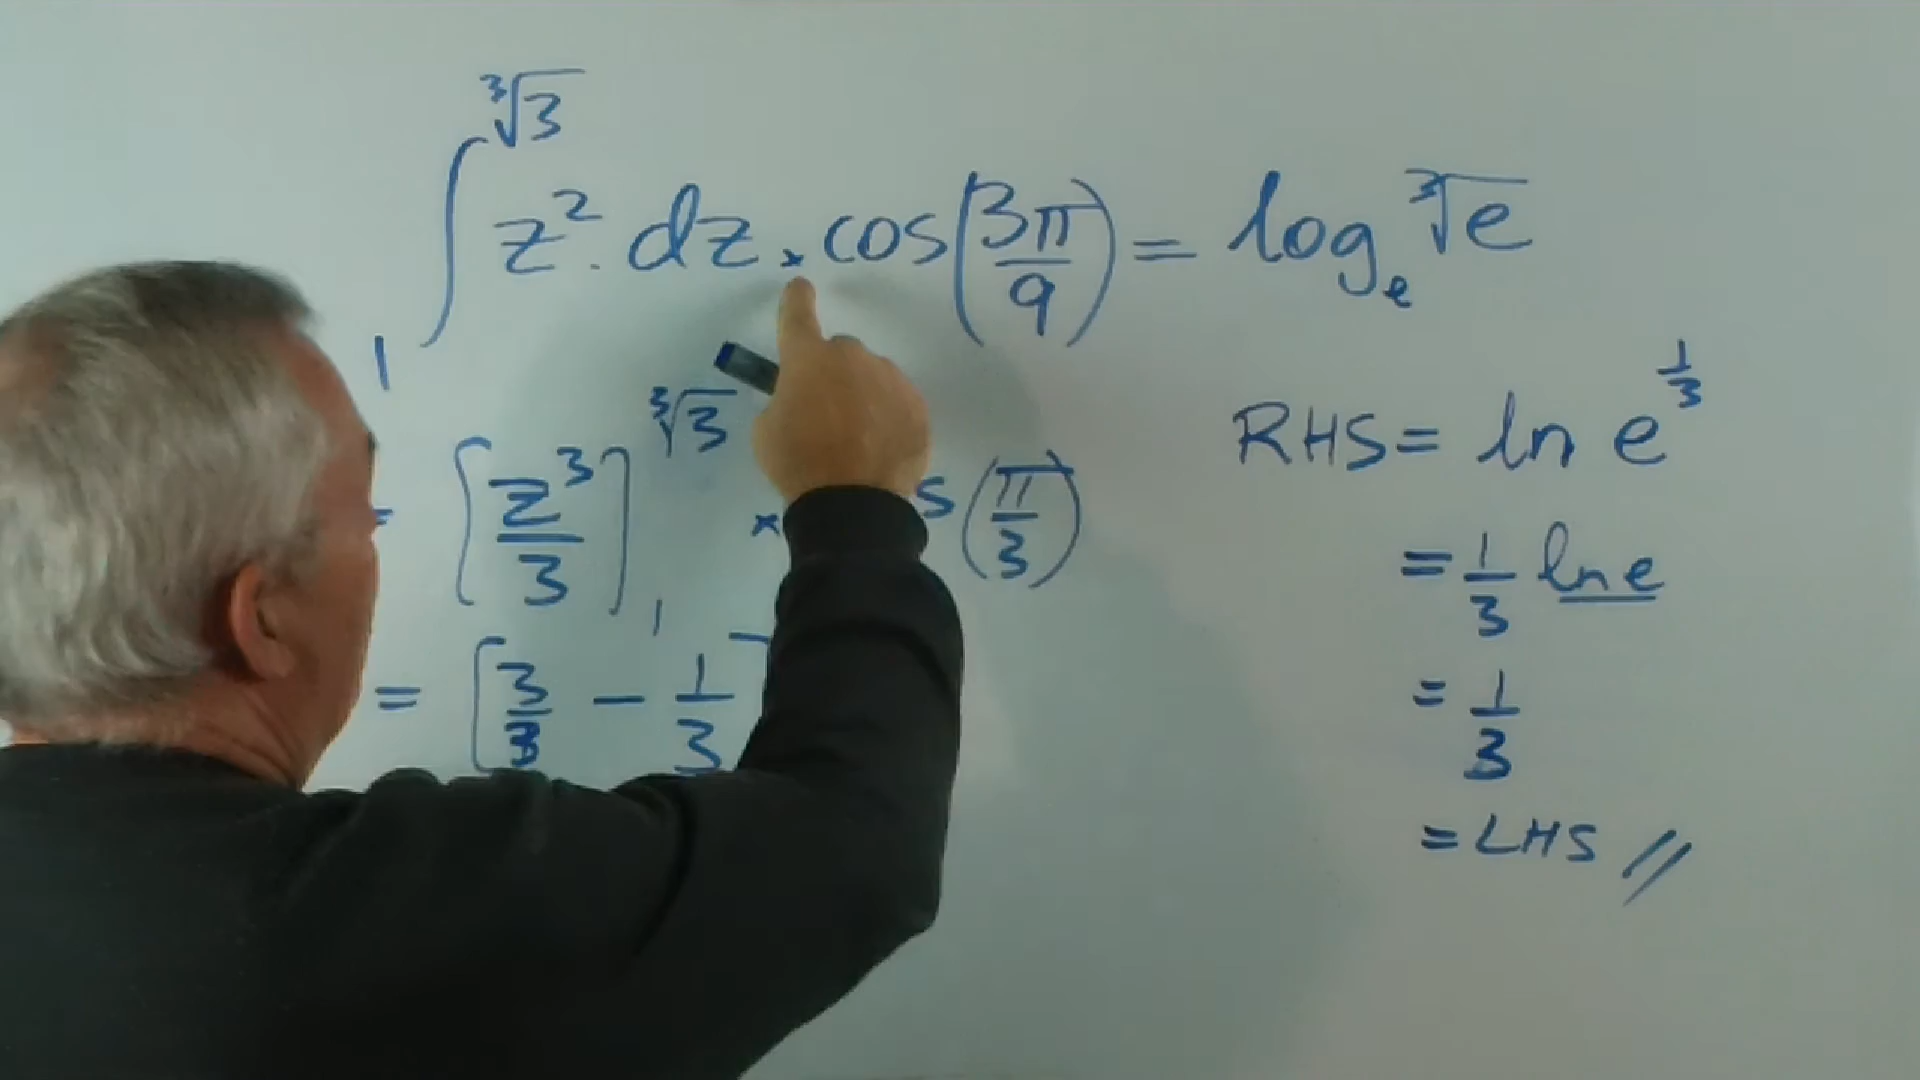 ∫₁^∛3 z² . dz × cos(3π/9) = logₑ ∛e
= [z³/3]₁^∛3 × s(π/3)
= [3/3 − 1/3
RHS = ln e^1/3
= 1/3 ln e
= 1/3
= LHS //